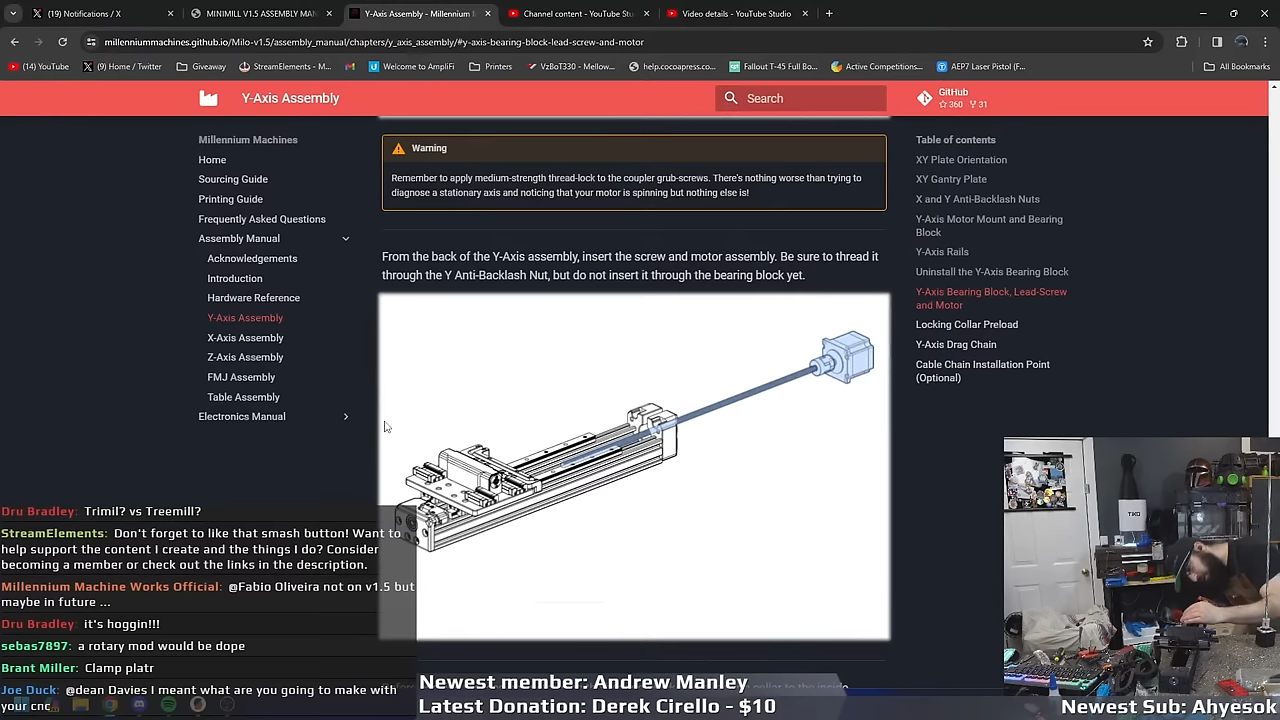 (19) Notifications / X
MINIMILL V1.5 ASSEMBLY MAN
Y-Axis Assembly - Millennium M
Channel content - YouTube Stu
Video details - YouTube Studio
milleniummachines.github.io/Milo-v1.5/assembly_manual/chapters/y_axis_assembly/#y-axis-bearing-block-lead-screw-and-motor
(14) YouTube
(9) Home / Twitter
Giveaway
StreamElements - M...
Welcome to AmpliFi
Printers
VzBoT330 - Mellow...
help.cocoapress.co...
Fallout T-45 Full Bo...
Active Competitions...
AEP7 Laser Pistol (F...
All Bookmarks
Y-Axis Assembly
Search
GitHub
360 31
Millennium Machines
Home
Sourcing Guide
Printing Guide
Frequently Asked Questions
Assembly Manual
Acknowledgements
Introduction
Hardware Reference
Y-Axis Assembly
X-Axis Assembly
Z-Axis Assembly
FMJ Assembly
Table Assembly
Electronics Manual
Warning
Remember to apply medium-strength thread-lock to the coupler grub-screws. There's nothing worse than trying to
diagnose a stationary axis and noticing that your motor is spinning but nothing else is!
From the back of the Y-Axis assembly, insert the screw and motor assembly. Be sure to thread it
through the Y Anti-Backlash Nut, but do not insert it through the bearing block yet.
Table of contents
XY Plate Orientation
XY Gantry Plate
X and Y Anti-Backlash Nuts
Y-Axis Motor Mount and Bearing
Block
Y-Axis Rails
Uninstall the Y-Axis Bearing Block
Y-Axis Bearing Block, Lead-Screw
and Motor
Locking Collar Preload
Y-Axis Drag Chain
Cable Chain Installation Point
(Optional)
Dru Bradley: Trimil? vs Treemill?
StreamElements: Don't forget to like that smash button! Want to
help support the content I create and the things I do? Consider
becoming a member or check out the links in the description.
Millennium Machine Works Official: @Fabio Oliveira not on v1.5 but
maybe in future ...
Dru Bradley: it's hoggin!!!
sebas7897: a rotary mod would be dope
Brant Miller: Clamp platr
Joe Duck: @dean Davies I meant what are you going to make with
your cnc
TIKO
Newest member: Andrew Manley
Latest Donation: Derek Cirello - $10
Newest Sub: Ahyesok